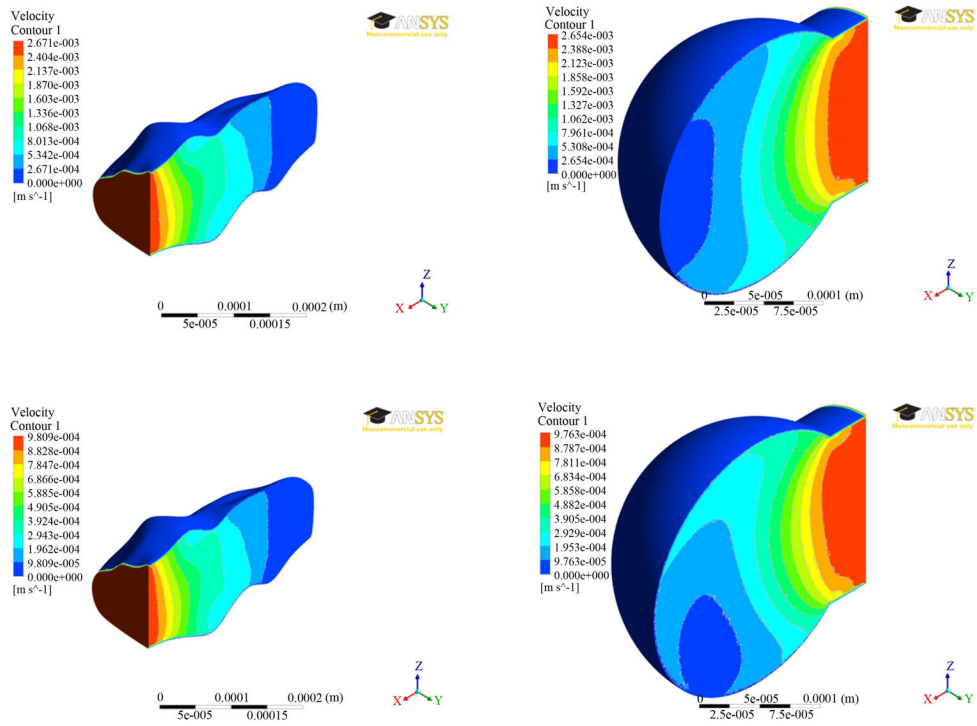 Velocity
Contour 1
2.671e-003
2.404e-003
2.137e-003
1.870e-003
1.603e-003
1.336e-003
1.068e-003
8.013e-004
5.342e-004
2.671e-004
0.000e+000
[m s^-1]
ANSYS
Noncommercial use only
0 0.0001 0.0002 (m)
5e-005 0.00015
Z
X Y
Velocity
Contour 1
2.654e-003
2.388e-003
2.123e-003
1.858e-003
1.592e-003
1.327e-003
1.062e-003
7.961e-004
5.308e-004
2.654e-004
0.000e+000
[m s^-1]
ANSYS
Noncommercial use only
0 5e-005 0.0001 (m)
2.5e-005 7.5e-005
Z
X Y
Velocity
Contour 1
9.809e-004
8.828e-004
7.847e-004
6.866e-004
5.885e-004
4.905e-004
3.924e-004
2.943e-004
1.962e-004
9.809e-005
0.000e+000
[m s^-1]
ANSYS
Noncommercial use only
0 0.0001 0.0002 (m)
5e-005 0.00015
Z
X Y
Velocity
Contour 1
9.763e-004
8.787e-004
7.811e-004
6.834e-004
5.858e-004
4.882e-004
3.905e-004
2.929e-004
1.953e-004
9.763e-005
0.000e+000
[m s^-1]
ANSYS
Noncommercial use only
0 5e-005 0.0001 (m)
2.5e-005 7.5e-005
Z
X Y